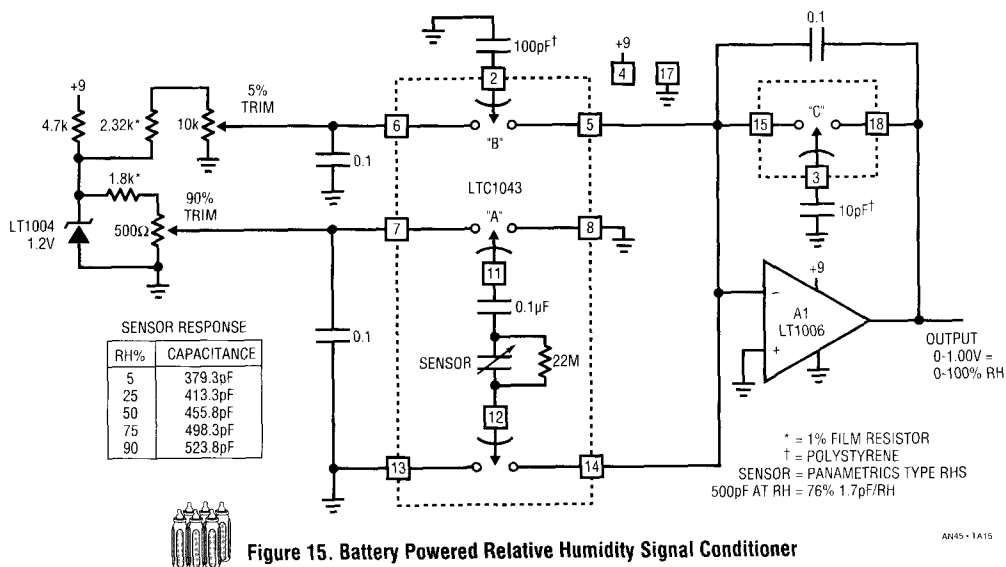 0.1
100pF†
+9
2
4
17
+9
5%
TRIM
4.7k
2.32k*
10k
6
"B"
5
15
"C"
18
0.1
3
LTC1043
10pF†
1.8k*
90%
TRIM
LT1004
1.2V
500Ω
7
"A"
8
11
+9
0.1µF
A1
LT1006
−
+
SENSOR RESPONSE
0.1
OUTPUT
0-1.00V =
0-100% RH
RH% CAPACITANCE
5 379.3pF
25 413.3pF
50 455.8pF
75 498.3pF
90 523.8pF
SENSOR
22M
12
13
14
* = 1% FILM RESISTOR
† = POLYSTYRENE
SENSOR = PANAMETRICS TYPE RHS
500pF AT RH = 76% 1.7pF/RH
Figure 15. Battery Powered Relative Humidity Signal Conditioner
AN45 • TA15